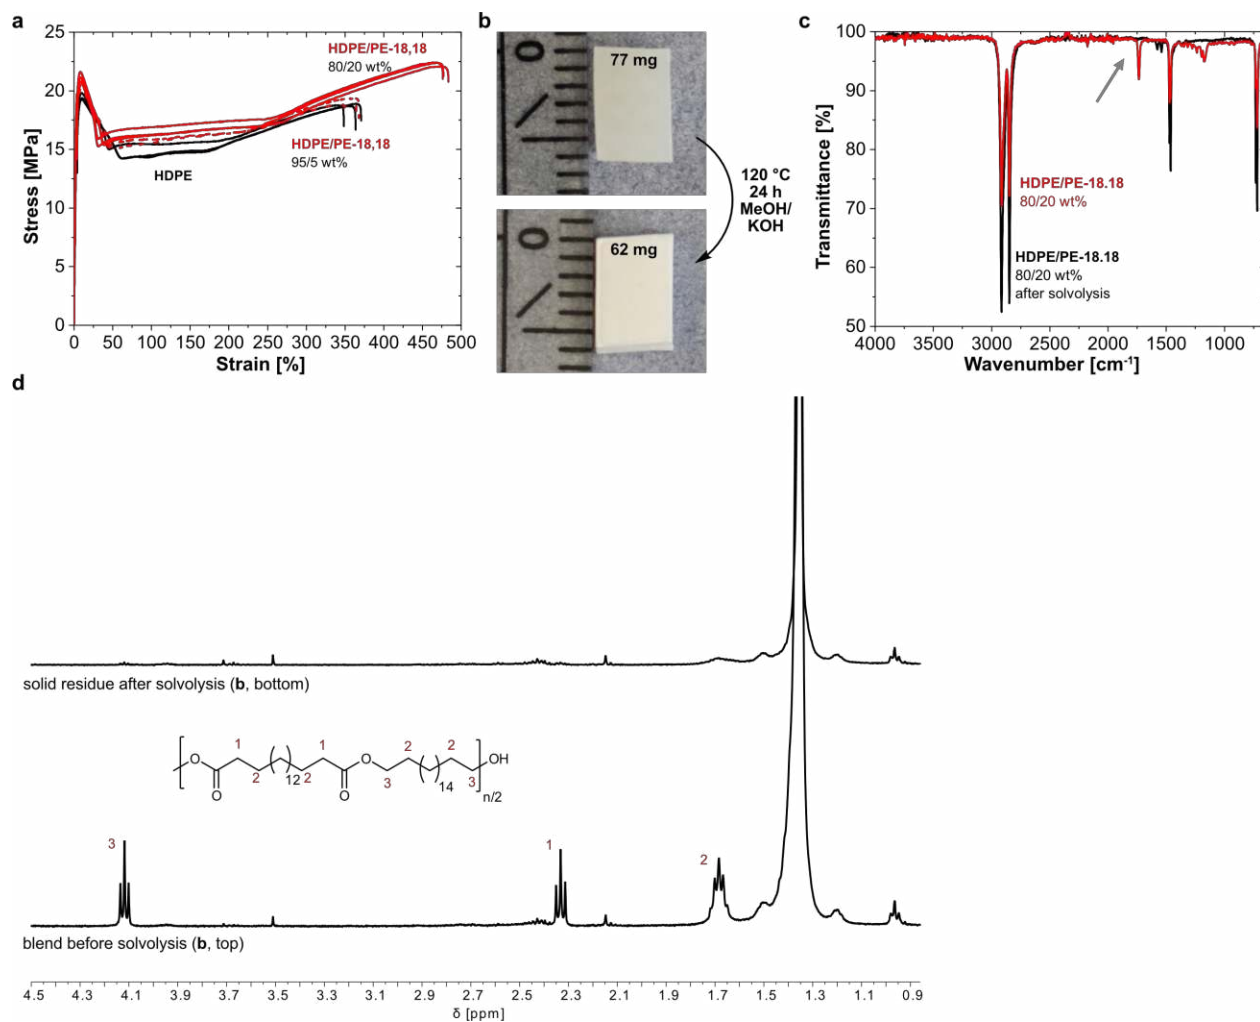 a
25
20
15
10
5
0
Stress [MPa]
HDPE/PE-18,18
80/20 wt%
HDPE/PE-18,18
95/5 wt%
HDPE
0 50 100 150 200 250 300 350 400 450 500
Strain [%]
b
0
77 mg
120 °C
24 h
MeOH/
KOH
0
62 mg
c
100
90
80
70
60
50
Transmittance [%]
HDPE/PE-18.18
80/20 wt%
HDPE/PE-18.18
80/20 wt%
after solvolysis
4000 3500 3000 2500 2000 1500 1000
Wavenumber [cm⁻¹]
d
solid residue after solvolysis (b, bottom)
1 1 2 2
O O OH
2 12 2 3 14 3
O O n/2
3 1 2
blend before solvolysis (b, top)
4.5 4.1 3.9 3.7 3.5 3.3 3.1 2.9 2.7 2.5 2.3 2.1 1.9 1.7 1.5 1.3 1.1 0.9
δ [ppm]